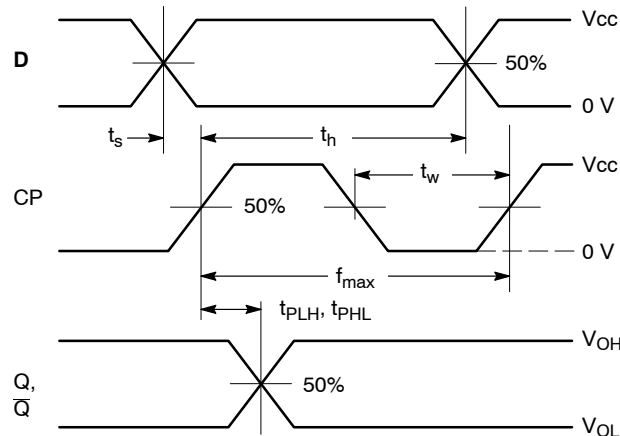 Vcc
D
50%
0 V
ts
th
Vcc
tw
CP
50%
0 V
fmax
tPLH, tPHL
VOH
Q,
Q̅
50%
VOL